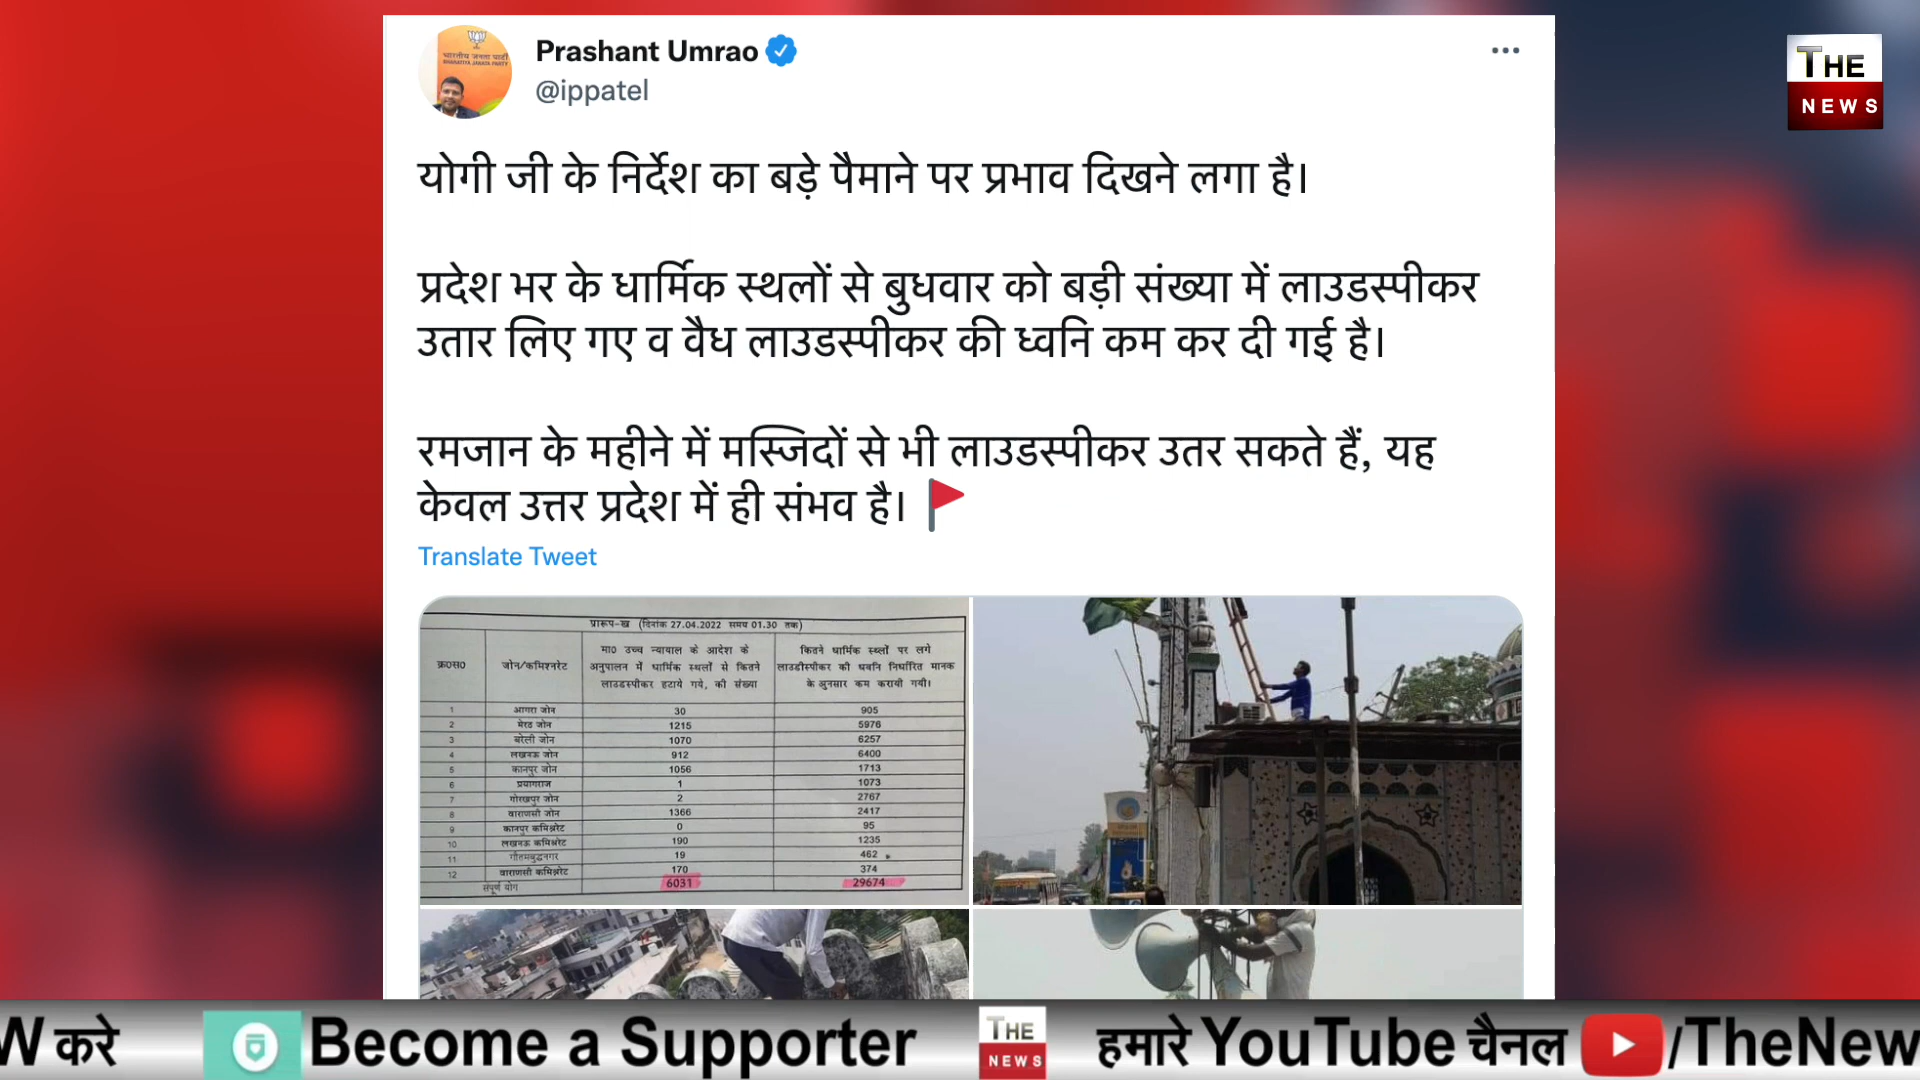 Prashant Umrao
@ippatel
THE
NEWS
योगी जी के निर्देश का बड़े पैमाने पर प्रभाव दिखने लगा है।
प्रदेश भर के धार्मिक स्थलों से बुधवार को बड़ी संख्या में लाउडस्पीकर
उतार लिए गए व वैध लाउडस्पीकर की ध्वनि कम कर दी गई है।
रमजान के महीने में मस्जिदों से भी लाउडस्पीकर उतर सकते हैं, यह
केवल उत्तर प्रदेश में ही संभव है। 🚩
Translate Tweet
प्रारूप-ख (दिनांक 27.04.2022 समय 01.30 तक)
क्र०स० जोन/कमिश्नरेट मा० उच्च न्यायाल के आदेश के अनुपालन में धार्मिक स्थलों से कितने लाउडस्पीकर हटाये गये, की संख्या कितने धार्मिक स्थ्लों पर लगे लाउडीस्पीकर की ध्वनि निर्धारित मानक के अुनसार कम करायी गयी।
1 आगरा जोन 30 905
2 मेरठ जोन 1215 5976
3 बरेली जोन 1070 6257
4 लखनऊ जोन 912 6400
5 कानपुर जोन 1056 1713
6 प्रयागराज 1 1073
7 गोरखपुर जोन 2 2767
8 वाराणसी जोन 1366 2417
9 कानपुर कमिश्नरेट 0 95
10 लखनऊ कमिश्नरेट 190 1235
11 गौतमबुद्धनगर 19 462
12 वाराणसी कमिश्नरेट 170 374
संपूर्ण योग 6031 29674
W करे Become a Supporter THE NEWS हमारे YouTube चैनल /TheNew